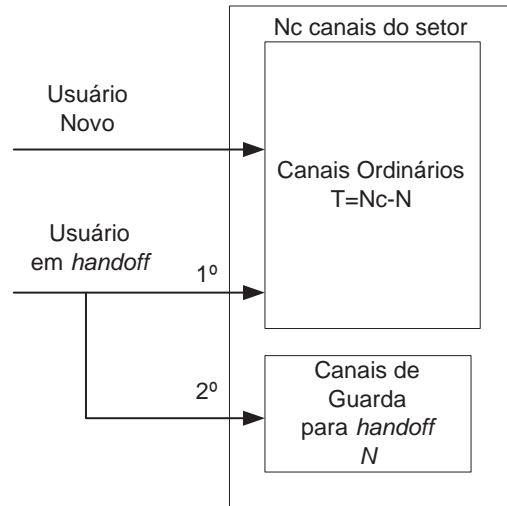 Nc canais do setor
Usuário
Novo
Canais Ordinários
T=Nc-N
Usuário
em handoff
1º
2º
Canais de
Guarda
para handoff
N